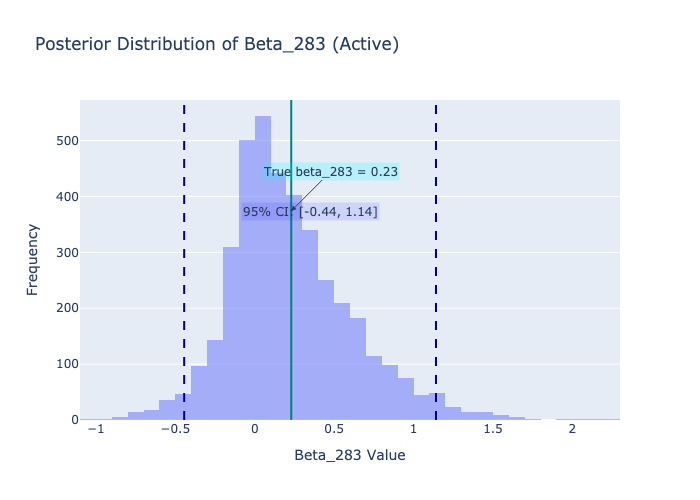 Posterior Distribution of Beta_283 (Active)
Frequency
500
400
300
200
100
0
True beta_283 = 0.23
95% CI: [-0.44, 1.14]
−1
−0.5
0
0.5
1
1.5
2
Beta_283 Value